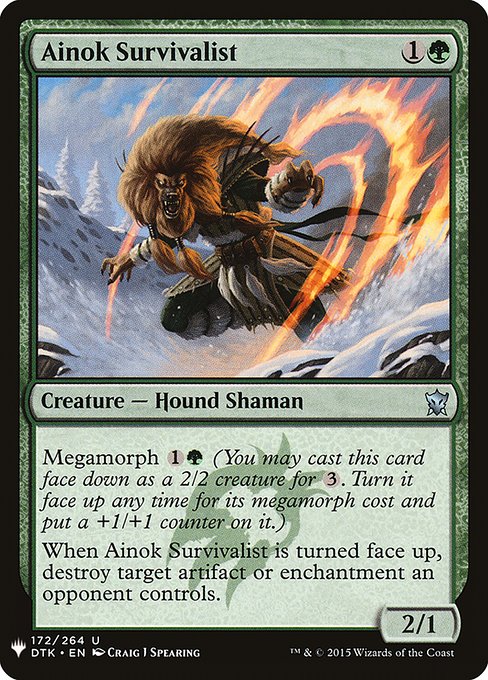 Ainok Survivalist 1
Creature — Hound Shaman
Megamorph 1 (You may cast this card
face down as a 2/2 creature for 3. Turn it
face up any time for its megamorph cost and
put a +1/+1 counter on it.)
When Ainok Survivalist is turned face up,
destroy target artifact or enchantment an
opponent controls.
2/1
172/264 U
DTK • EN Craig J Spearing
™ & © 2015 Wizards of the Coast